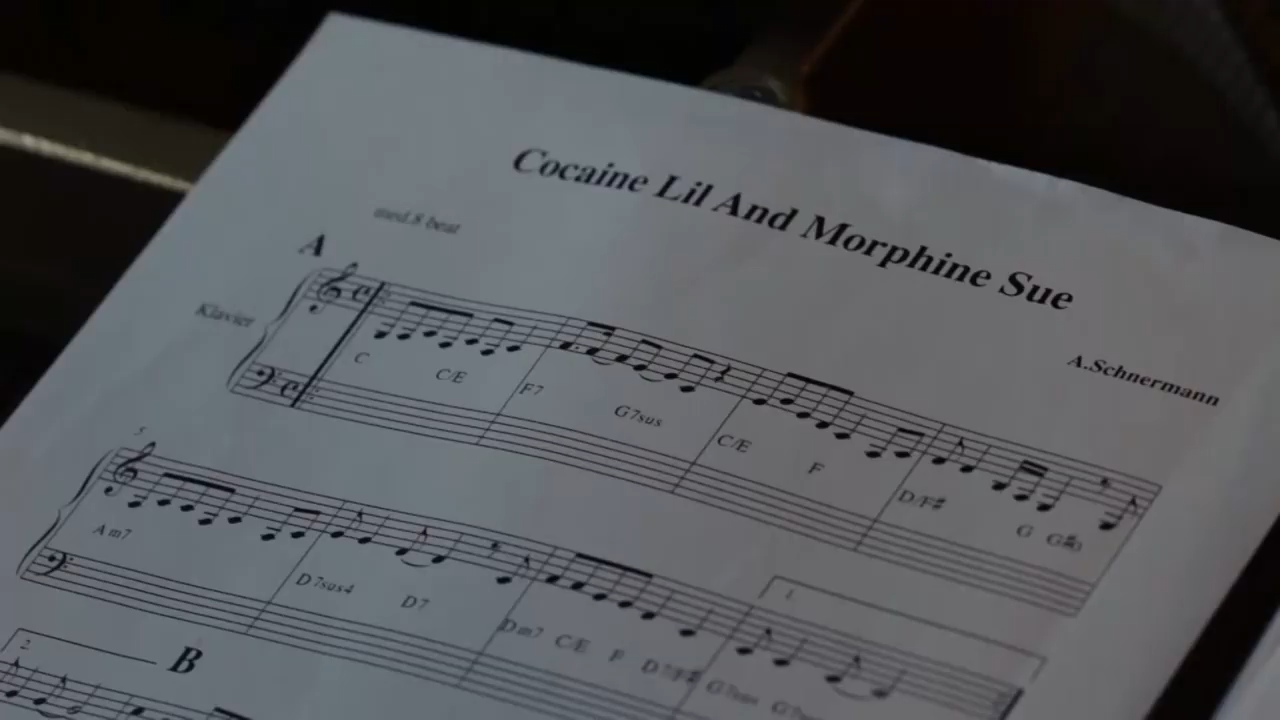 Cocaine Lil And Morphine Sue
med.8 beat
A
A.Schnermann
Klavier
C C/E F7 G7sus C/E F D/F# G
5
Am7 D7sus4 D7 Dm7 C/E F
1.
2.
B